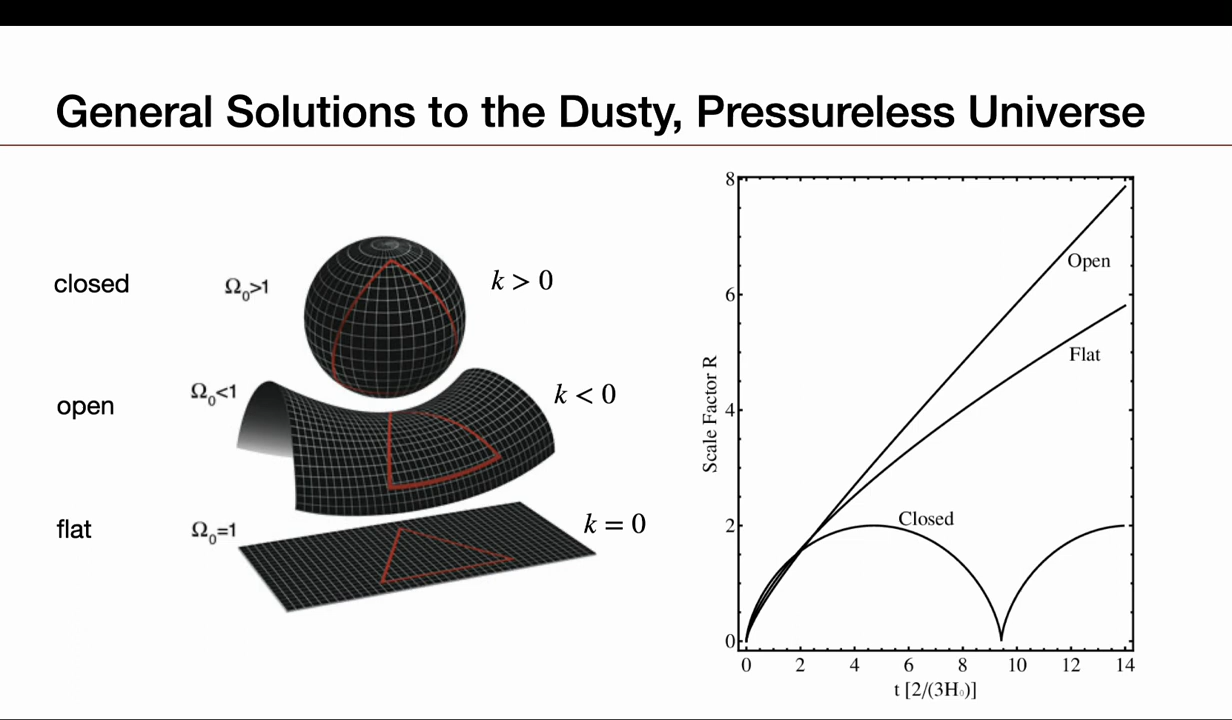 General Solutions to the Dusty, Pressureless Universe
closed
Ω₀>1
k > 0
open
Ω₀<1
k < 0
flat
Ω₀=1
k = 0
Scale Factor R
8
6
4
2
0
Open
Flat
Closed
0 2 4 6 8 10 12 14
t [2/(3H₀)]